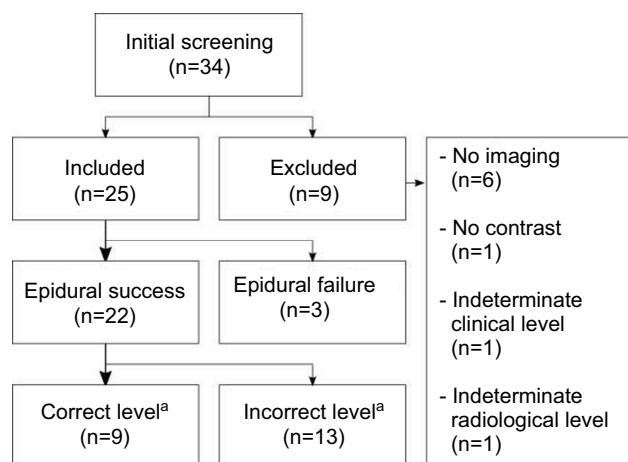 Initial screening
(n=34)
Included
(n=25)
Excluded
(n=9)
- No imaging
(n=6)
- No contrast
(n=1)
- Indeterminate
clinical level
(n=1)
- Indeterminate
radiological level
(n=1)
Epidural success
(n=22)
Epidural failure
(n=3)
Correct levelᵃ
(n=9)
Incorrect levelᵃ
(n=13)